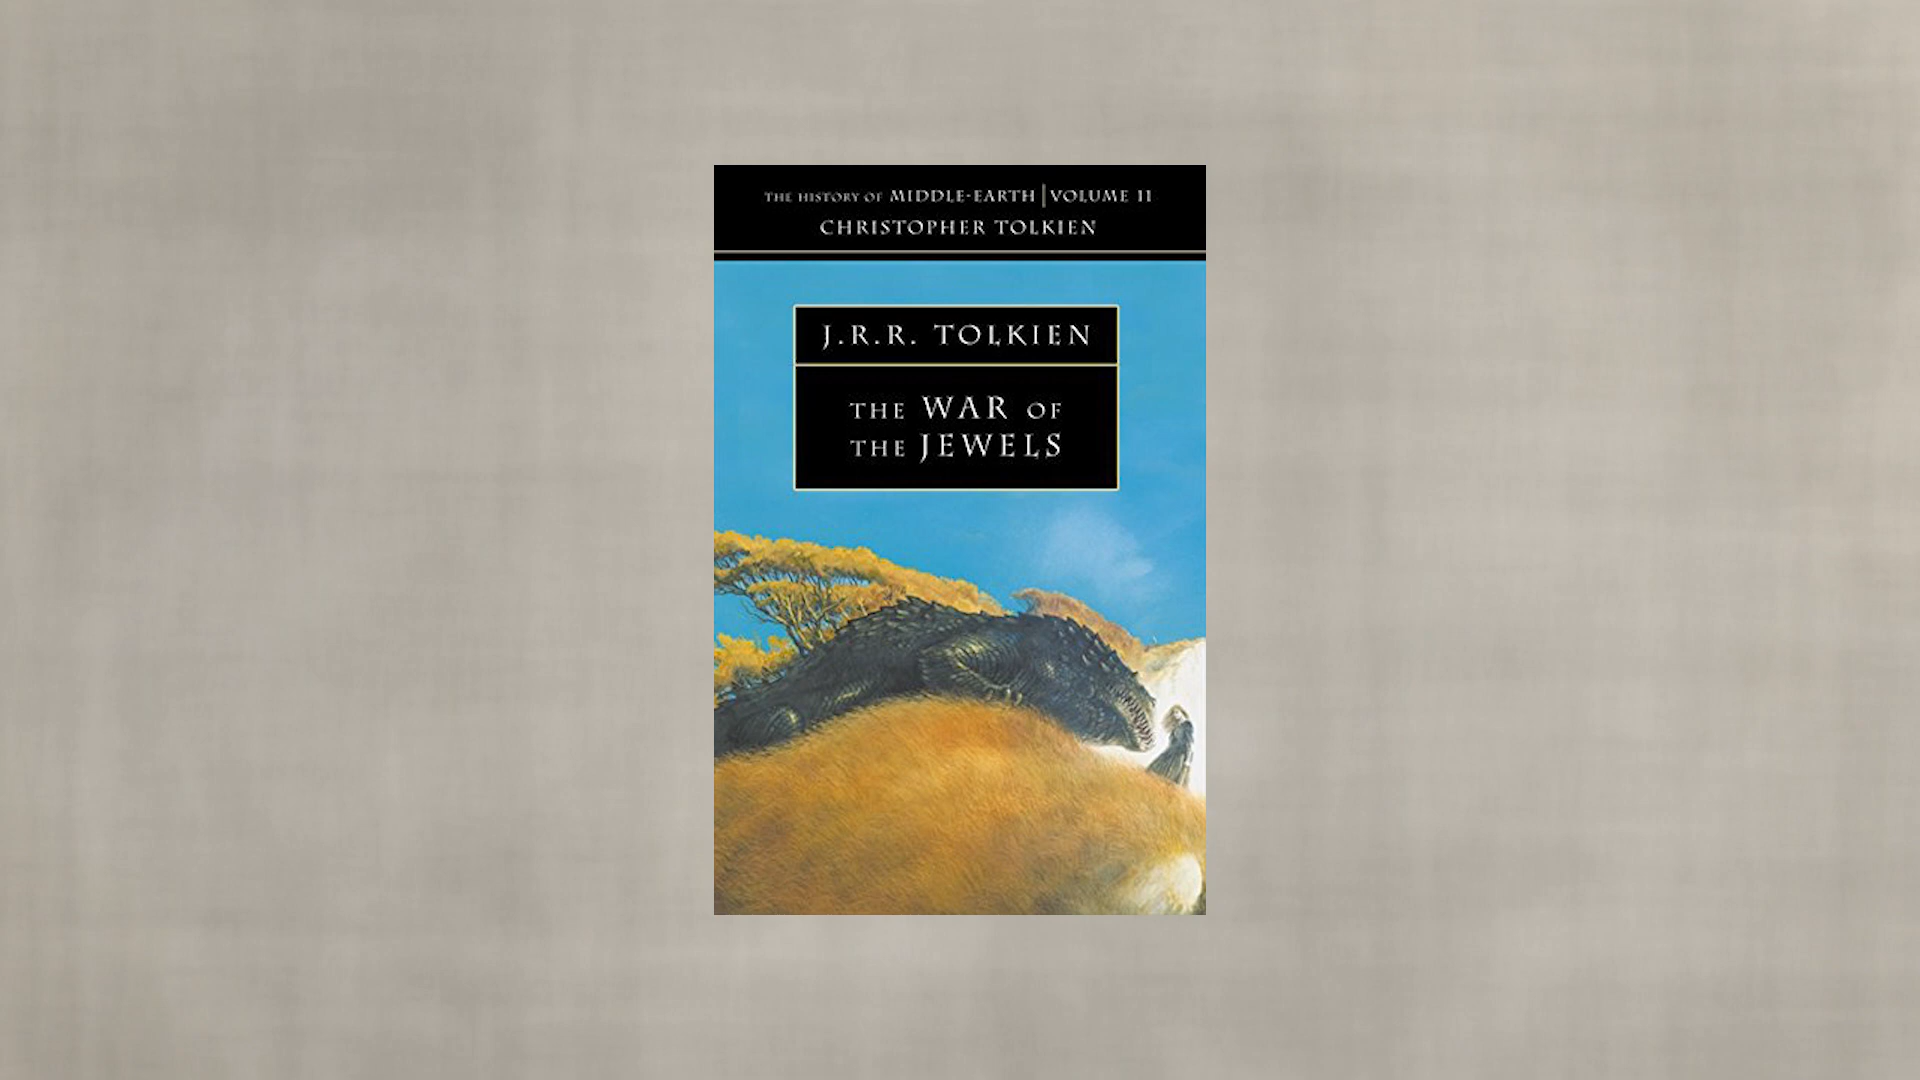 THE HISTORY OF MIDDLE-EARTH | VOLUME 11
CHRISTOPHER TOLKIEN
J.R.R. TOLKIEN
THE WAR OF
THE JEWELS